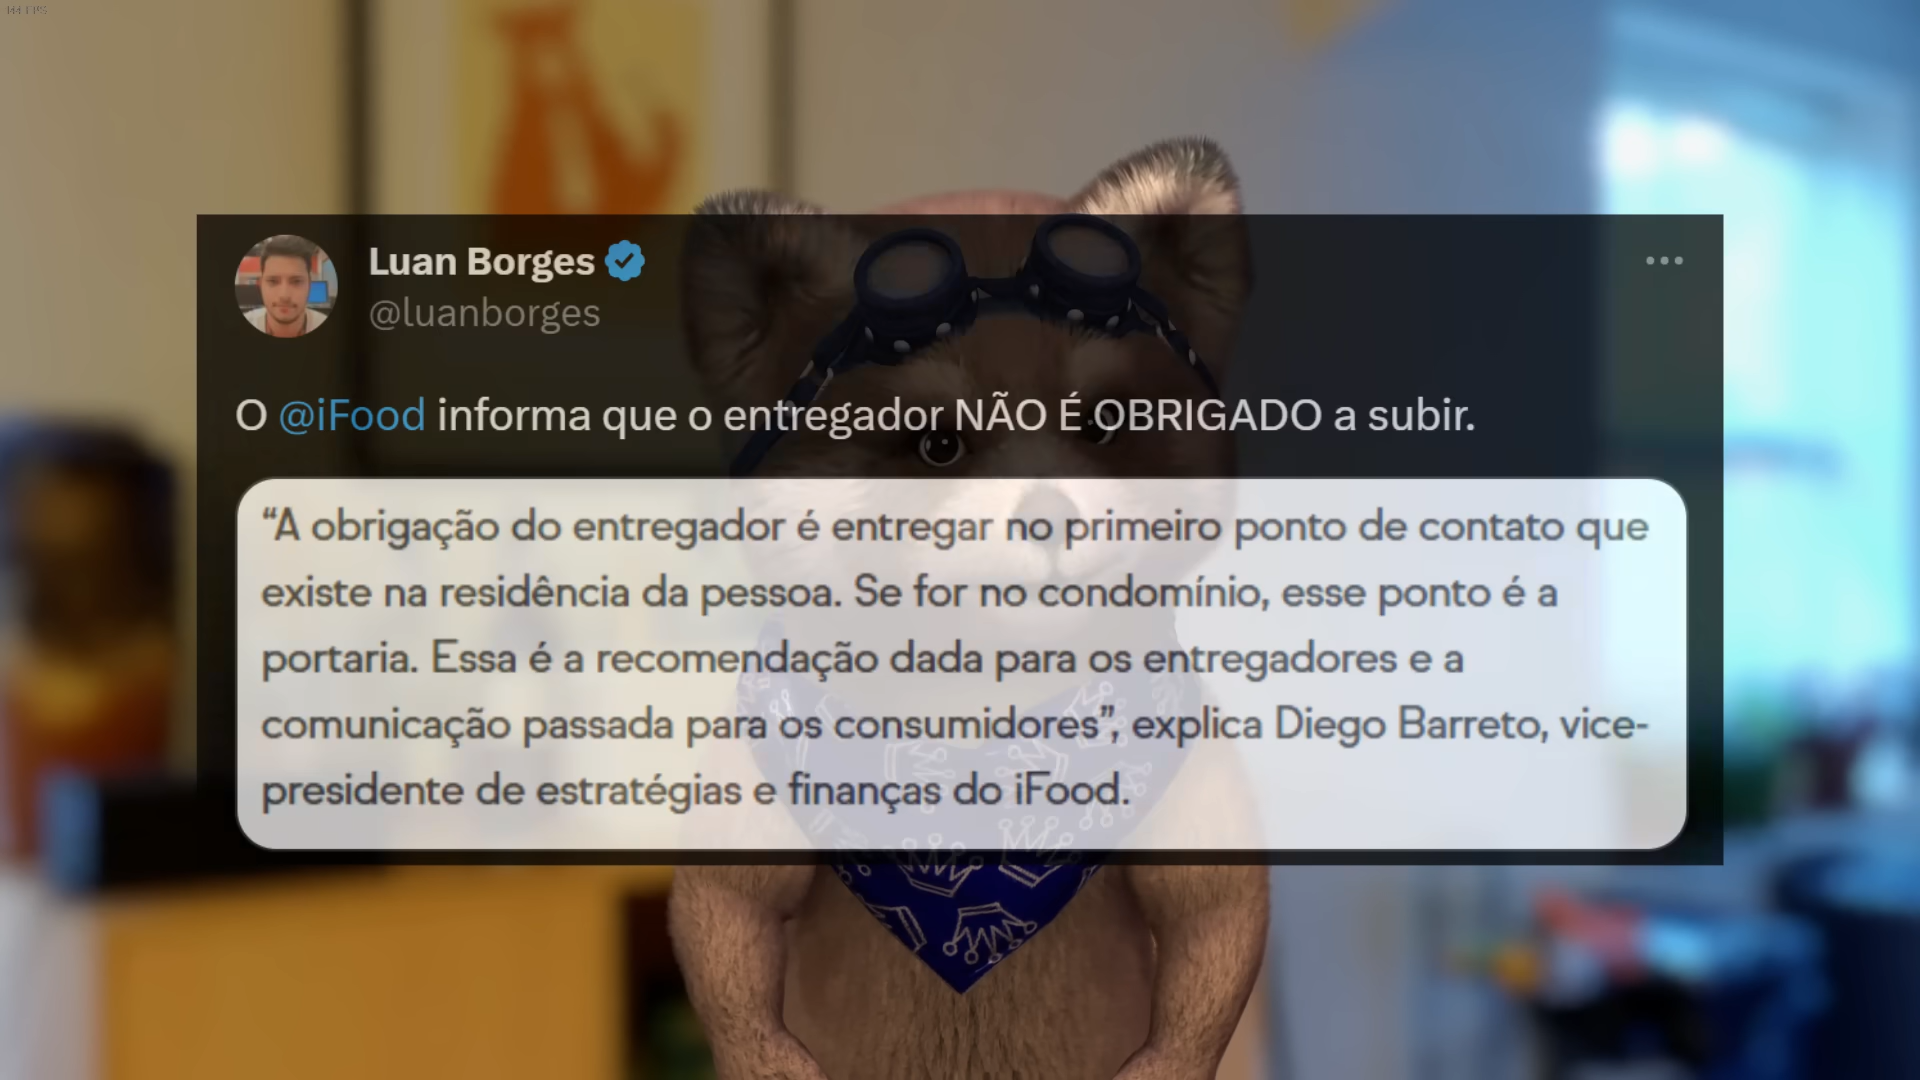 144 FPS
Luan Borges
@luanborges
O @iFood informa que o entregador NÃO É OBRIGADO a subir.
“A obrigação do entregador é entregar no primeiro ponto de contato que
existe na residência da pessoa. Se for no condomínio, esse ponto é a
portaria. Essa é a recomendação dada para os entregadores e a
comunicação passada para os consumidores”, explica Diego Barreto, vice-
presidente de estratégias e finanças do iFood.